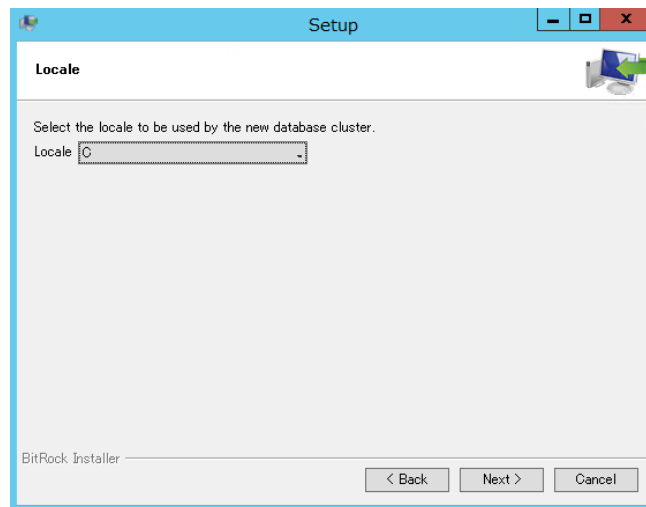 Setup
Locale
Select the locale to be used by the new database cluster.
Locale C
BitRock Installer
< Back Next > Cancel